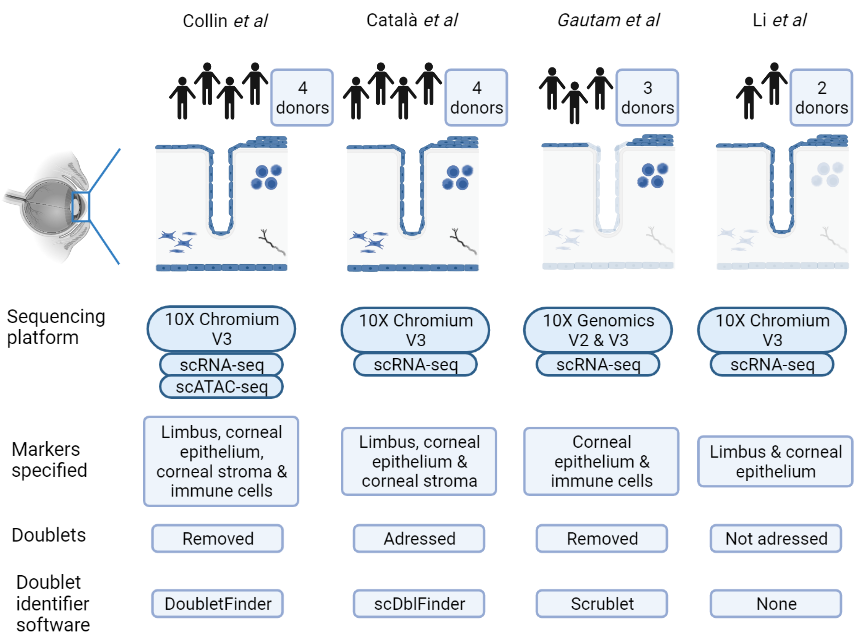 Collin et al
Català et al
Gautam et al
Li et al
4
donors
4
donors
3
donors
2
donors
Sequencing
platform
10X Chromium
V3
scRNA-seq
scATAC-seq
10X Chromium
V3
scRNA-seq
10X Genomics
V2 & V3
scRNA-seq
10X Chromium
V3
scRNA-seq
Markers
specified
Limbus, corneal
epithelium,
corneal stroma &
immune cells
Limbus, corneal
epithelium &
corneal stroma
Corneal
epithelium &
immune cells
Limbus & corneal
epithelium
Doublets
Removed
Adressed
Removed
Not adressed
Doublet
identifier
software
DoubletFinder
scDblFinder
Scrublet
None